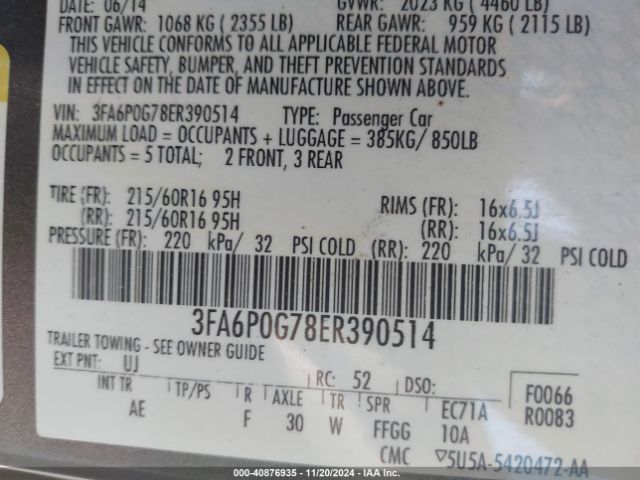 DATE: 06/14 GVWR: 2023 KG ( 4460 LB)
FRONT GAWR: 1068 KG ( 2355 LB) REAR GAWR: 959 KG ( 2115 LB)
THIS VEHICLE CONFORMS TO ALL APPLICABLE FEDERAL MOTOR
VEHICLE SAFETY, BUMPER, AND THEFT PREVENTION STANDARDS
IN EFFECT ON THE DATE OF MANUFACTURE SHOWN ABOVE.
VIN: 3FA6P0G78ER390514 TYPE: Passenger Car
MAXIMUM LOAD = OCCUPANTS + LUGGAGE = 385KG/ 850LB
OCCUPANTS = 5 TOTAL; 2 FRONT, 3 REAR
TIRE (FR): 215/60R16 95H RIMS (FR): 16x6.5J
(RR): 215/60R16 95H (RR): 16x6.5J
PRESSURE (FR): 220 kPa/ 32 PSI COLD (RR): 220 kPa/ 32 PSI COLD
3FA6P0G78ER390514
TRAILER TOWING - SEE OWNER GUIDE
EXT PNT: UJ RC: 52 DSO: F0066
INT TR TP/PS R AXLE TR SPR EC71A R0083
AE F 30 W FFGG 10A
CMC ▽5U5A-5420472-AA
00 - 40876935 - 11/20/2024 - IAA Inc.